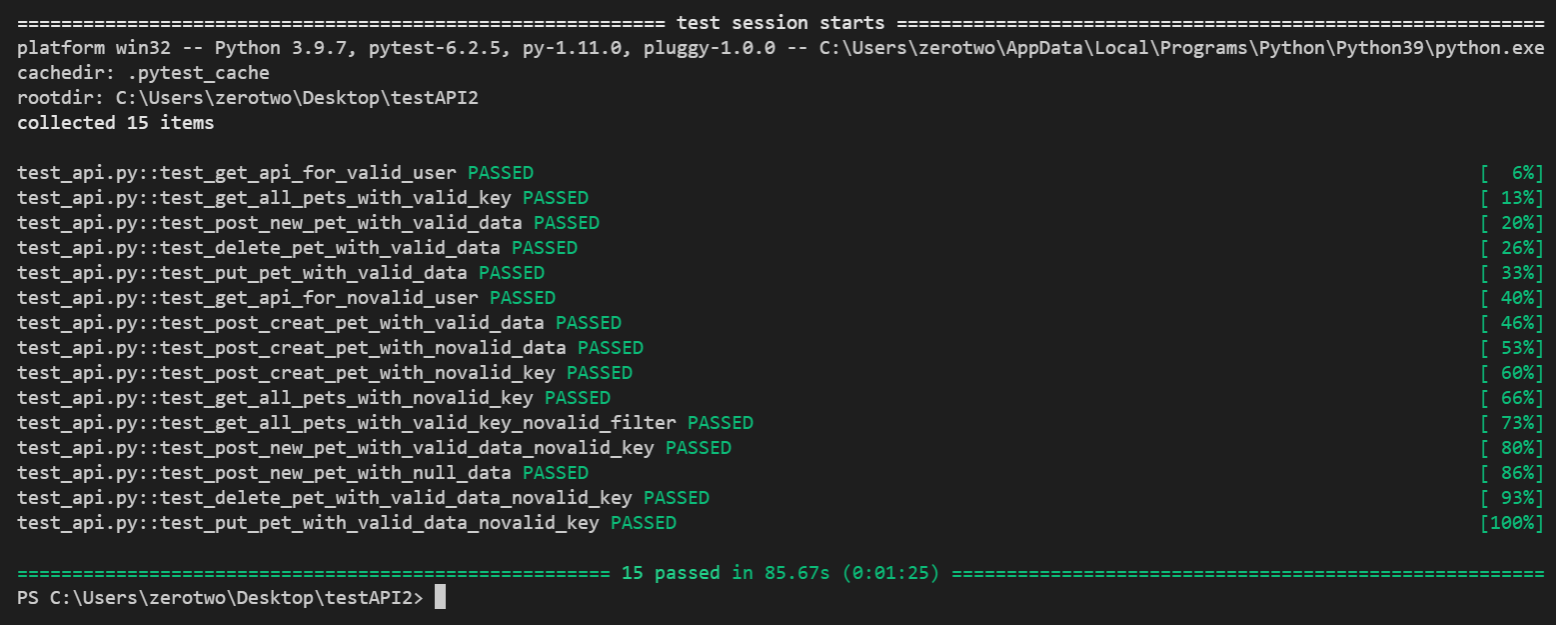 =========================================================== test session starts ===========================================================
platform win32 -- Python 3.9.7, pytest-6.2.5, py-1.11.0, pluggy-1.0.0 -- C:\Users\zerotwo\AppData\Local\Programs\Python\Python39\python.exe
cachedir: .pytest_cache
rootdir: C:\Users\zerotwo\Desktop\testAPI2
collected 15 items
test_api.py::test_get_api_for_valid_user PASSED [  6%]
test_api.py::test_get_all_pets_with_valid_key PASSED [ 13%]
test_api.py::test_post_new_pet_with_valid_data PASSED [ 20%]
test_api.py::test_delete_pet_with_valid_data PASSED [ 26%]
test_api.py::test_put_pet_with_valid_data PASSED [ 33%]
test_api.py::test_get_api_for_novalid_user PASSED [ 40%]
test_api.py::test_post_creat_pet_with_valid_data PASSED [ 46%]
test_api.py::test_post_creat_pet_with_novalid_data PASSED [ 53%]
test_api.py::test_post_creat_pet_with_novalid_key PASSED [ 60%]
test_api.py::test_get_all_pets_with_novalid_key PASSED [ 66%]
test_api.py::test_get_all_pets_with_valid_key_novalid_filter PASSED [ 73%]
test_api.py::test_post_new_pet_with_valid_data_novalid_key PASSED [ 80%]
test_api.py::test_post_new_pet_with_null_data PASSED [ 86%]
test_api.py::test_delete_pet_with_valid_data_novalid_key PASSED [ 93%]
test_api.py::test_put_pet_with_valid_data_novalid_key PASSED [100%]
====================================================== 15 passed in 85.67s (0:01:25) ======================================================
PS C:\Users\zerotwo\Desktop\testAPI2>